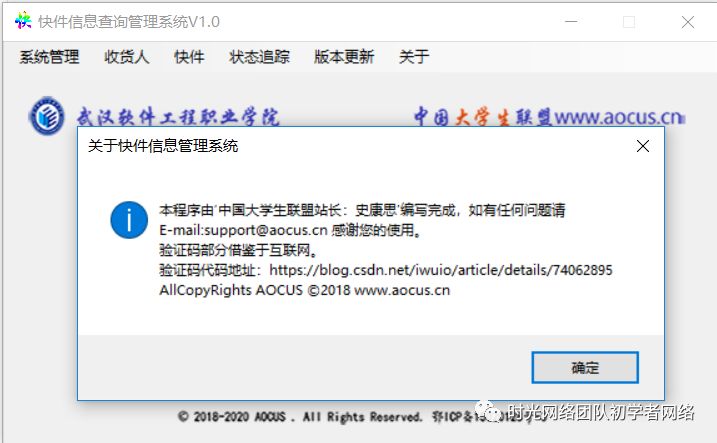 快件信息查询管理系统V1.0
系统管理 收货人 快件 状态追踪 版本更新 关于
武汉软件工程职业学院 中国大学生联盟www.aocus.cn
关于快件信息管理系统
本程序由'中国大学生联盟站长：史康思'编写完成，如有任何问题请
E-mail:support@aocus.cn 感谢您的使用。
验证码部分借鉴于互联网。
验证码代码地址：https://blog.csdn.net/iwuio/article/details/74062895
AllCopyRights AOCUS ©2018 www.aocus.cn
确定
© 2018-2020 AOCUS . All Rights Reserved. 鄂ICP备
时光网络团队初学者网络